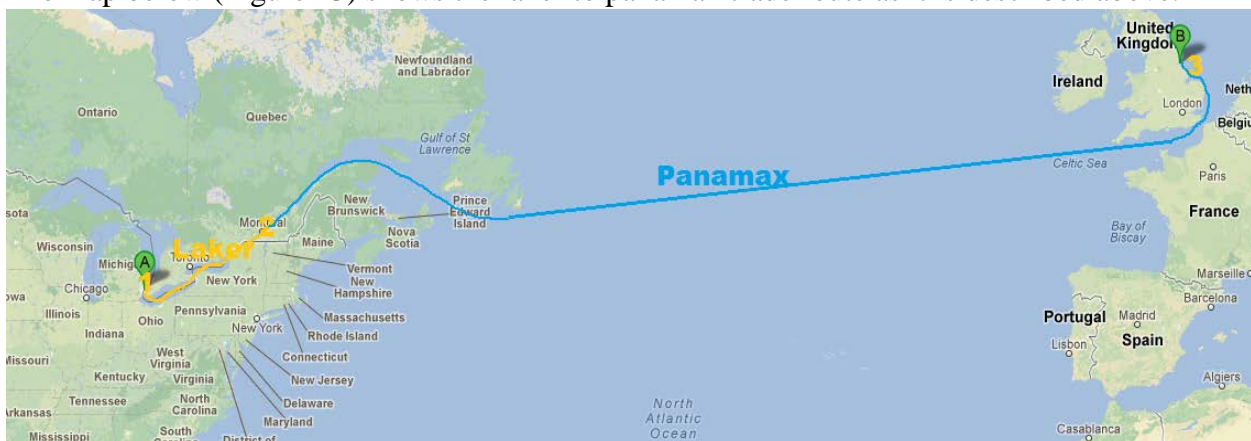 Newfoundland
and Labrador
United
Kingdom
B
3
Ireland
Neth
London
Belgiu
Ontario
Quebec
Gulf of St
Lawrence
Celtic Sea
Paris
Panamax
New
Brunswick
Prince
Edward
Island
Montreal
2
Nova
Scotia
Maine
France
Bay of
Biscay
Wisconsin
Michig
A
1
Laker
Toronto
New York
Vermont
New
Hampshire
Chicago
Illinois
Indiana
Ohio
Pennsylvania
New York
Massachusetts
Rhode Island
Connecticut
New Jersey
Delaware
Maryland
District of
Marseille
Barcelona
Portugal
Madrid
Lisbon
Spain
Missouri
West
Virginia
Kentucky
Virginia
Tennessee
North
Carolina
Arkansas
Mississippi
South
North
Atlantic
Ocean
Algiers
Casablanca